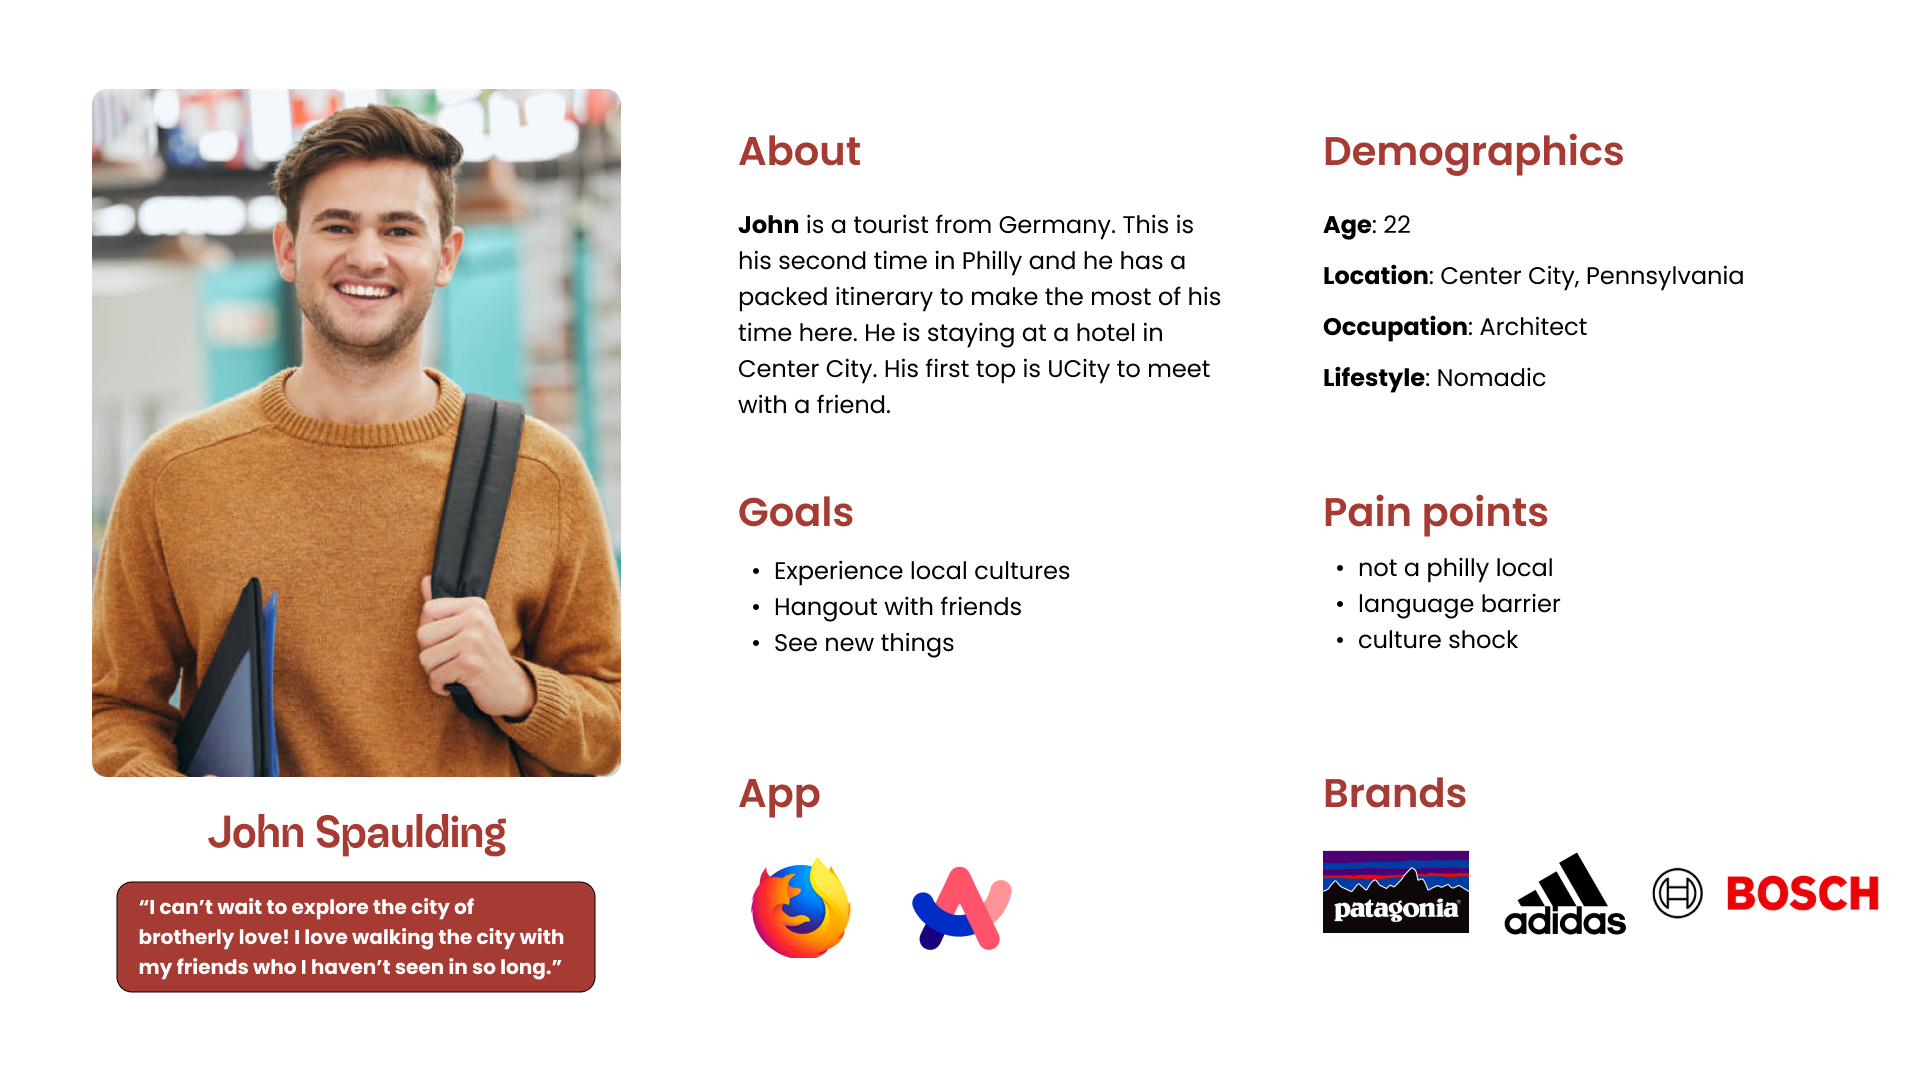 About
John is a tourist from Germany. This is
his second time in Philly and he has a
packed itinerary to make the most of his
time here. He is staying at a hotel in
Center City. His first top is UCity to meet
with a friend.
Demographics
Age: 22
Location: Center City, Pennsylvania
Occupation: Architect
Lifestyle: Nomadic
Goals
• Experience local cultures
• Hangout with friends
• See new things
Pain points
• not a philly local
• language barrier
• culture shock
John Spaulding
“I can’t wait to explore the city of
brotherly love! I love walking the city with
my friends who I haven’t seen in so long.”
App
Brands
patagonia®
adidas
BOSCH